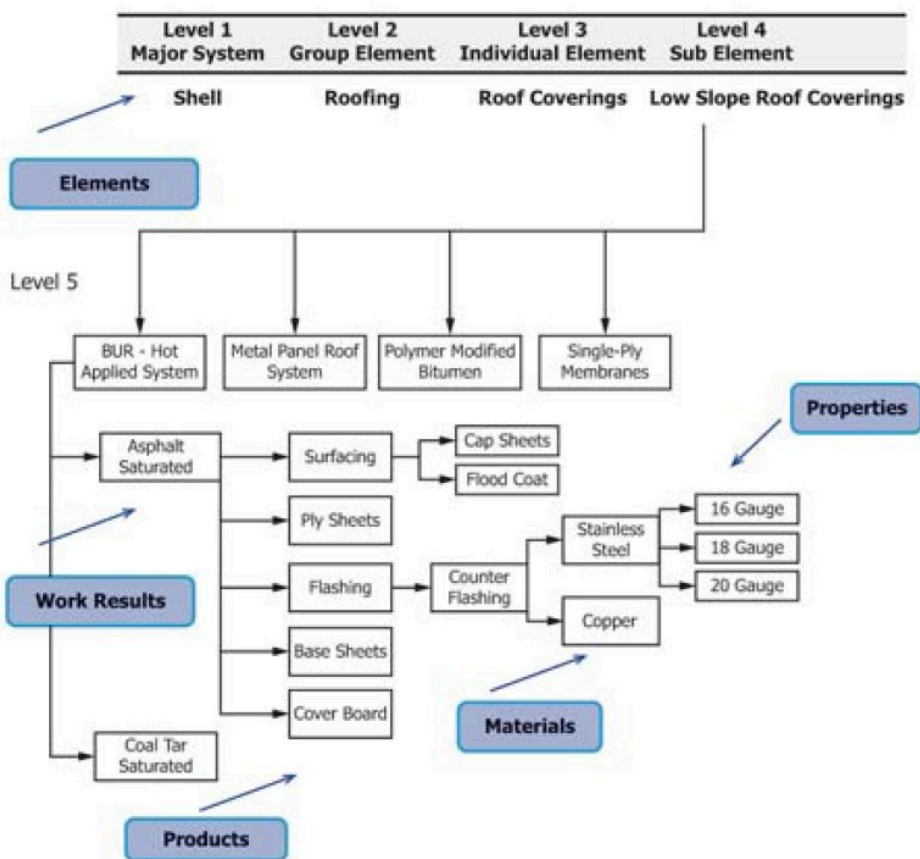 Level 1 Level 2 Level 3 Level 4
Major System Group Element Individual Element Sub Element
Shell Roofing Roof Coverings Low Slope Roof Coverings
Elements
Level 5
BUR - Hot
Applied System
Metal Panel Roof
System
Polymer Modified
Bitumen
Single-Ply
Membranes
Properties
Asphalt
Saturated
Surfacing
Cap Sheets
Flood Coat
Ply Sheets
Stainless
Steel
16 Gauge
18 Gauge
20 Gauge
Work Results
Flashing
Counter
Flashing
Copper
Base Sheets
Cover Board
Materials
Coal Tar
Saturated
Products